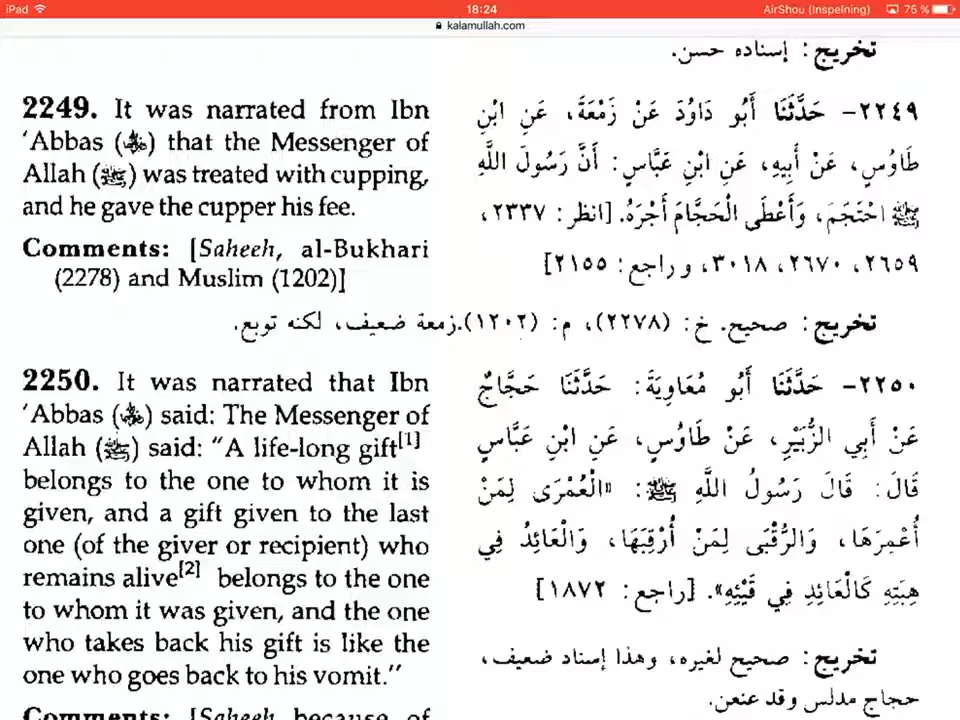 iPad 18:24 AirShou (Inspelning) 75 %
kalamullah.com
تخريج: إسناده حسن.
2249. It was narrated from Ibn
‘Abbas (ﷁ) that the Messenger of
Allah (ﷺ) was treated with cupping,
and he gave the cupper his fee.
Comments: [Saheeh, al-Bukhari
(2278) and Muslim (1202)]
٢٢٤٩- حَدَّثَنَا أَبُو دَاوُدَ عَنْ زَمْعَةَ، عَنِ ابْنِ
طَاوُسٍ، عَنْ أَبِيهِ، عَنِ ابْنِ عَبَّاسٍ: أَنَّ رَسُولَ اللَّهِ
ﷺ احْتَجَمَ، وَأَعْطَى الْحَجَّامَ أَجْرَهُ. [انظر: ٢٣٣٧،
٢٦٥٩، ٢٦٧٠، ٣٠١٨، و راجع: ٢١٥٥]
تخريج: صحيح. خ: (٢٢٧٨)، م: (١٢٠٢).زمعة ضعيف، لكنه توبع.
2250. It was narrated that Ibn
‘Abbas () said: The Messenger of
Allah (ﷺ) said: “A life-long gift[1]
belongs to the one to whom it is
given, and a gift given to the last
one (of the giver or recipient) who
remains alive[2] belongs to the one
to whom it was given, and the one
who takes back his gift is like the
one who goes back to his vomit.”
Comments: [Saheeh because of
٢٢٥٠- حَدَّثَنَا أَبُو مُعَاوِيَةَ: حَدَّثَنَا حَجَّاجٌ
عَنْ أَبِي الزُّبَيْرِ، عَنْ طَاوُسٍ، عَنِ ابْنِ عَبَّاسٍ
قَالَ: قَالَ رَسُولُ اللَّهِ ﷺ: «الْعُمْرَى لِمَنْ
أُعْمِرَهَا، وَالرُّقْبَى لِمَنْ أُرْقِبَهَا، وَالْعَائِدُ فِي
هِبَتِهِ كَالْعَائِدِ فِي قَيْئِهِ». [راجع: ١٨٧٢]
تخريج: صحيح لغيره، وهذا إسناد ضعيف،
حجاج مدلس وقد عنعن.